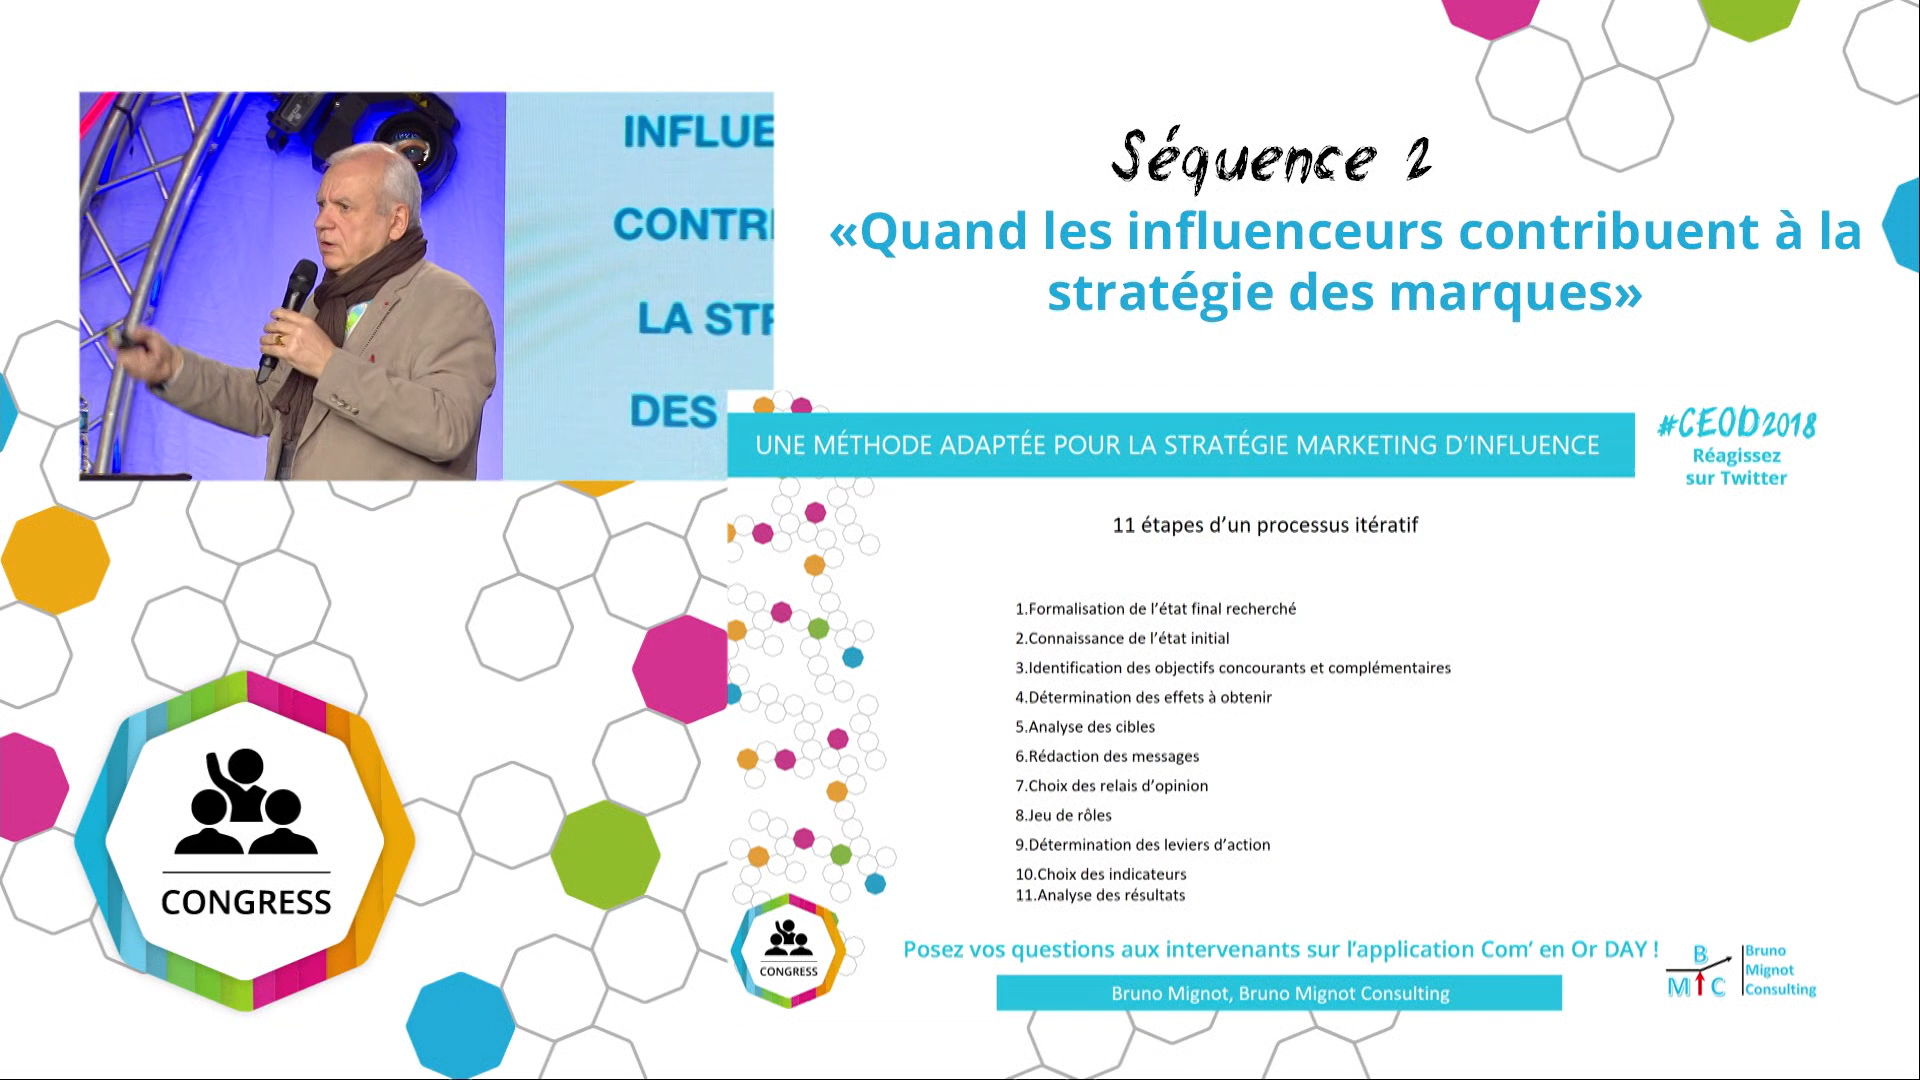 INFLUE
CONTRI
LA STR
DES
Séquence 2
«Quand les influenceurs contribuent à la
stratégie des marques»
UNE MÉTHODE ADAPTÉE POUR LA STRATÉGIE MARKETING D’INFLUENCE
#CEOD2018
Réagissez
sur Twitter
11 étapes d’un processus itératif
1.Formalisation de l’état final recherché
2.Connaissance de l’état initial
3.Identification des objectifs concourants et complémentaires
4.Détermination des effets à obtenir
5.Analyse des cibles
6.Rédaction des messages
7.Choix des relais d’opinion
8.Jeu de rôles
9.Détermination des leviers d’action
10.Choix des indicateurs
11.Analyse des résultats
CONGRESS
CONGRESS
Posez vos questions aux intervenants sur l’application Com’ en Or DAY !
Bruno Mignot, Bruno Mignot Consulting
B
M C
Bruno
Mignot
Consulting